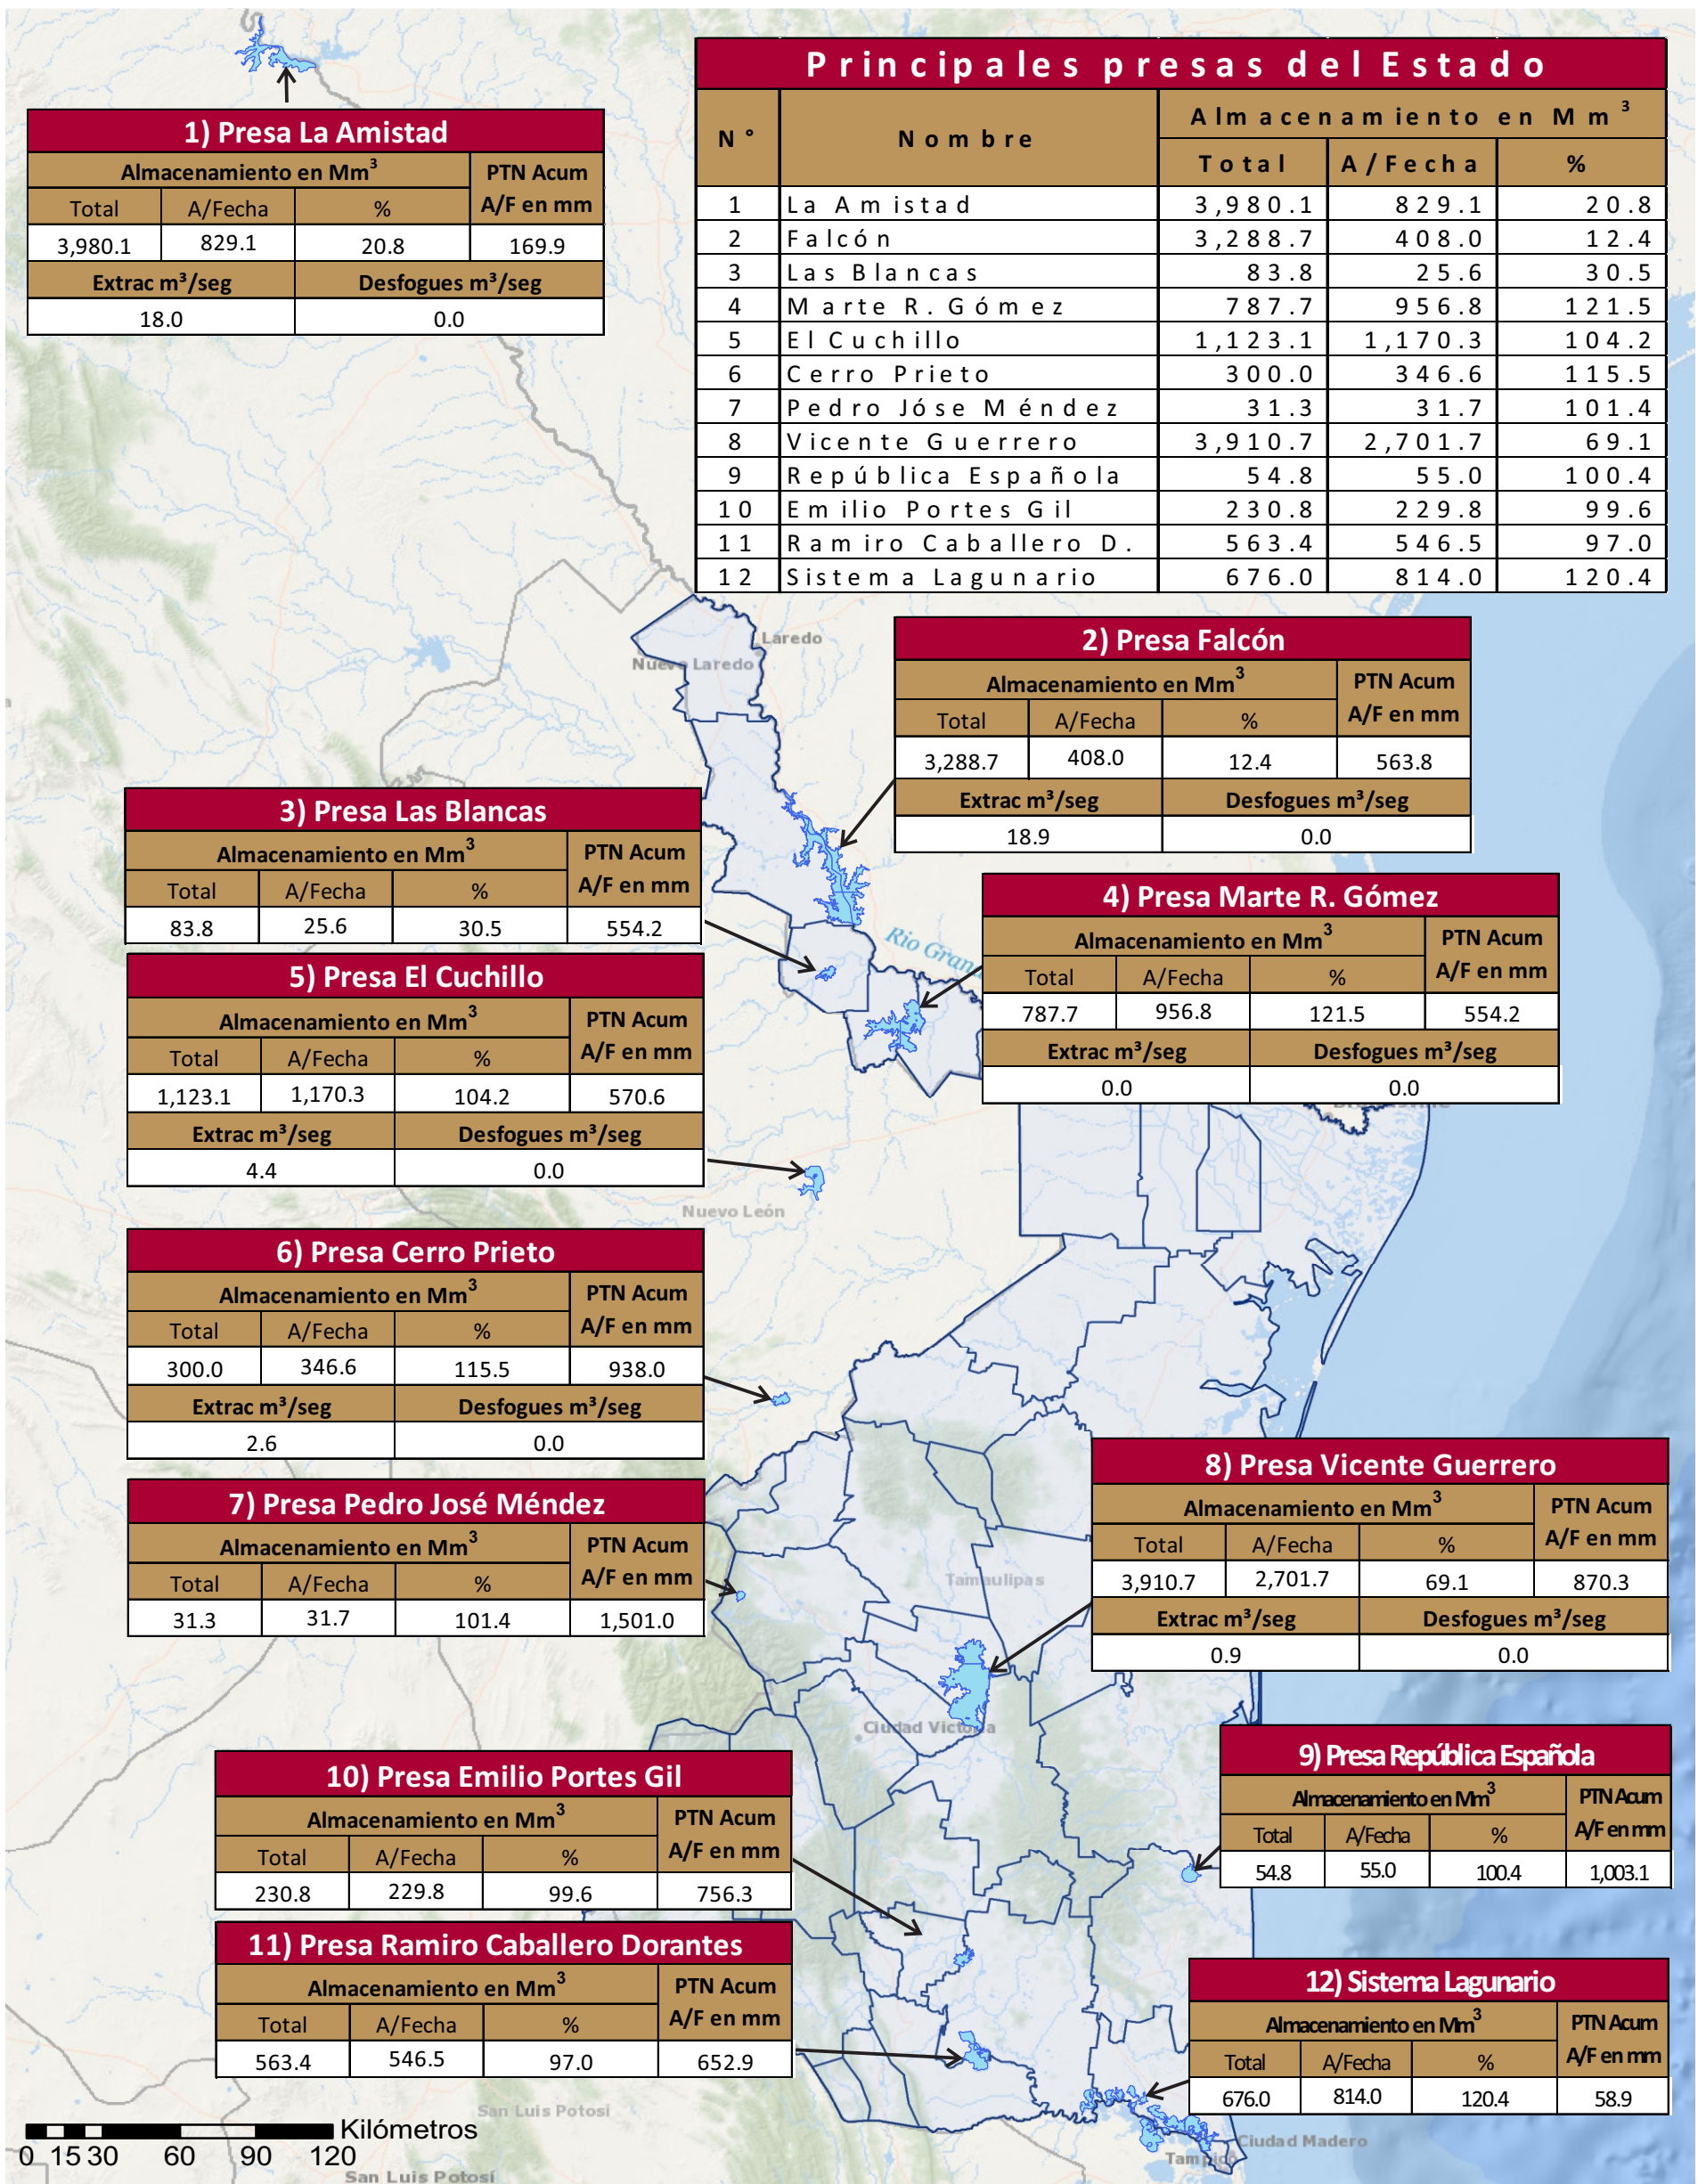 Principales presas del Estado
N° Nombre Almacenamiento en Mm³
Total A/Fecha %
1 La Amistad 3,980.1 829.1 20.8
2 Falcón 3,288.7 408.0 12.4
3 Las Blancas 83.8 25.6 30.5
4 Marte R. Gómez 787.7 956.8 121.5
5 El Cuchillo 1,123.1 1,170.3 104.2
6 Cerro Prieto 300.0 346.6 115.5
7 Pedro Jóse Méndez 31.3 31.7 101.4
8 Vicente Guerrero 3,910.7 2,701.7 69.1
9 República Española 54.8 55.0 100.4
10 Emilio Portes Gil 230.8 229.8 99.6
11 Ramiro Caballero D. 563.4 546.5 97.0
12 Sistema Lagunario 676.0 814.0 120.4
1) Presa La Amistad
Almacenamiento en Mm³ PTN Acum
Total A/Fecha % A/F en mm
3,980.1 829.1 20.8 169.9
Extrac m³/seg Desfogues m³/seg
18.0 0.0
Laredo
Nuevo Laredo
2) Presa Falcón
Almacenamiento en Mm³ PTN Acum
Total A/Fecha % A/F en mm
3,288.7 408.0 12.4 563.8
Extrac m³/seg Desfogues m³/seg
18.9 0.0
3) Presa Las Blancas
Almacenamiento en Mm³ PTN Acum
Total A/Fecha % A/F en mm
83.8 25.6 30.5 554.2
Rio Gran
4) Presa Marte R. Gómez
Almacenamiento en Mm³ PTN Acum
Total A/Fecha % A/F en mm
787.7 956.8 121.5 554.2
Extrac m³/seg Desfogues m³/seg
0.0 0.0
5) Presa El Cuchillo
Almacenamiento en Mm³ PTN Acum
Total A/Fecha % A/F en mm
1,123.1 1,170.3 104.2 570.6
Extrac m³/seg Desfogues m³/seg
4.4 0.0
Nuevo León
6) Presa Cerro Prieto
Almacenamiento en Mm³ PTN Acum
Total A/Fecha % A/F en mm
300.0 346.6 115.5 938.0
Extrac m³/seg Desfogues m³/seg
2.6 0.0
7) Presa Pedro José Méndez
Almacenamiento en Mm³ PTN Acum
Total A/Fecha % A/F en mm
31.3 31.7 101.4 1,501.0
Tamaulipas
8) Presa Vicente Guerrero
Almacenamiento en Mm³ PTN Acum
Total A/Fecha % A/F en mm
3,910.7 2,701.7 69.1 870.3
Extrac m³/seg Desfogues m³/seg
0.9 0.0
Ciudad Victoria
9) Presa República Española
Almacenamiento en Mm³ PTN Acum
Total A/Fecha % A/F en mm
54.8 55.0 100.4 1,003.1
10) Presa Emilio Portes Gil
Almacenamiento en Mm³ PTN Acum
Total A/Fecha % A/F en mm
230.8 229.8 99.6 756.3
11) Presa Ramiro Caballero Dorantes
Almacenamiento en Mm³ PTN Acum
Total A/Fecha % A/F en mm
563.4 546.5 97.0 652.9
12) Sistema Lagunario
Almacenamiento en Mm³ PTN Acum
Total A/Fecha % A/F en mm
676.0 814.0 120.4 58.9
San Luis Potosí
Kilómetros
0 15 30 60 90 120
Ciudad Madero
Tampico
San Luis Potosí